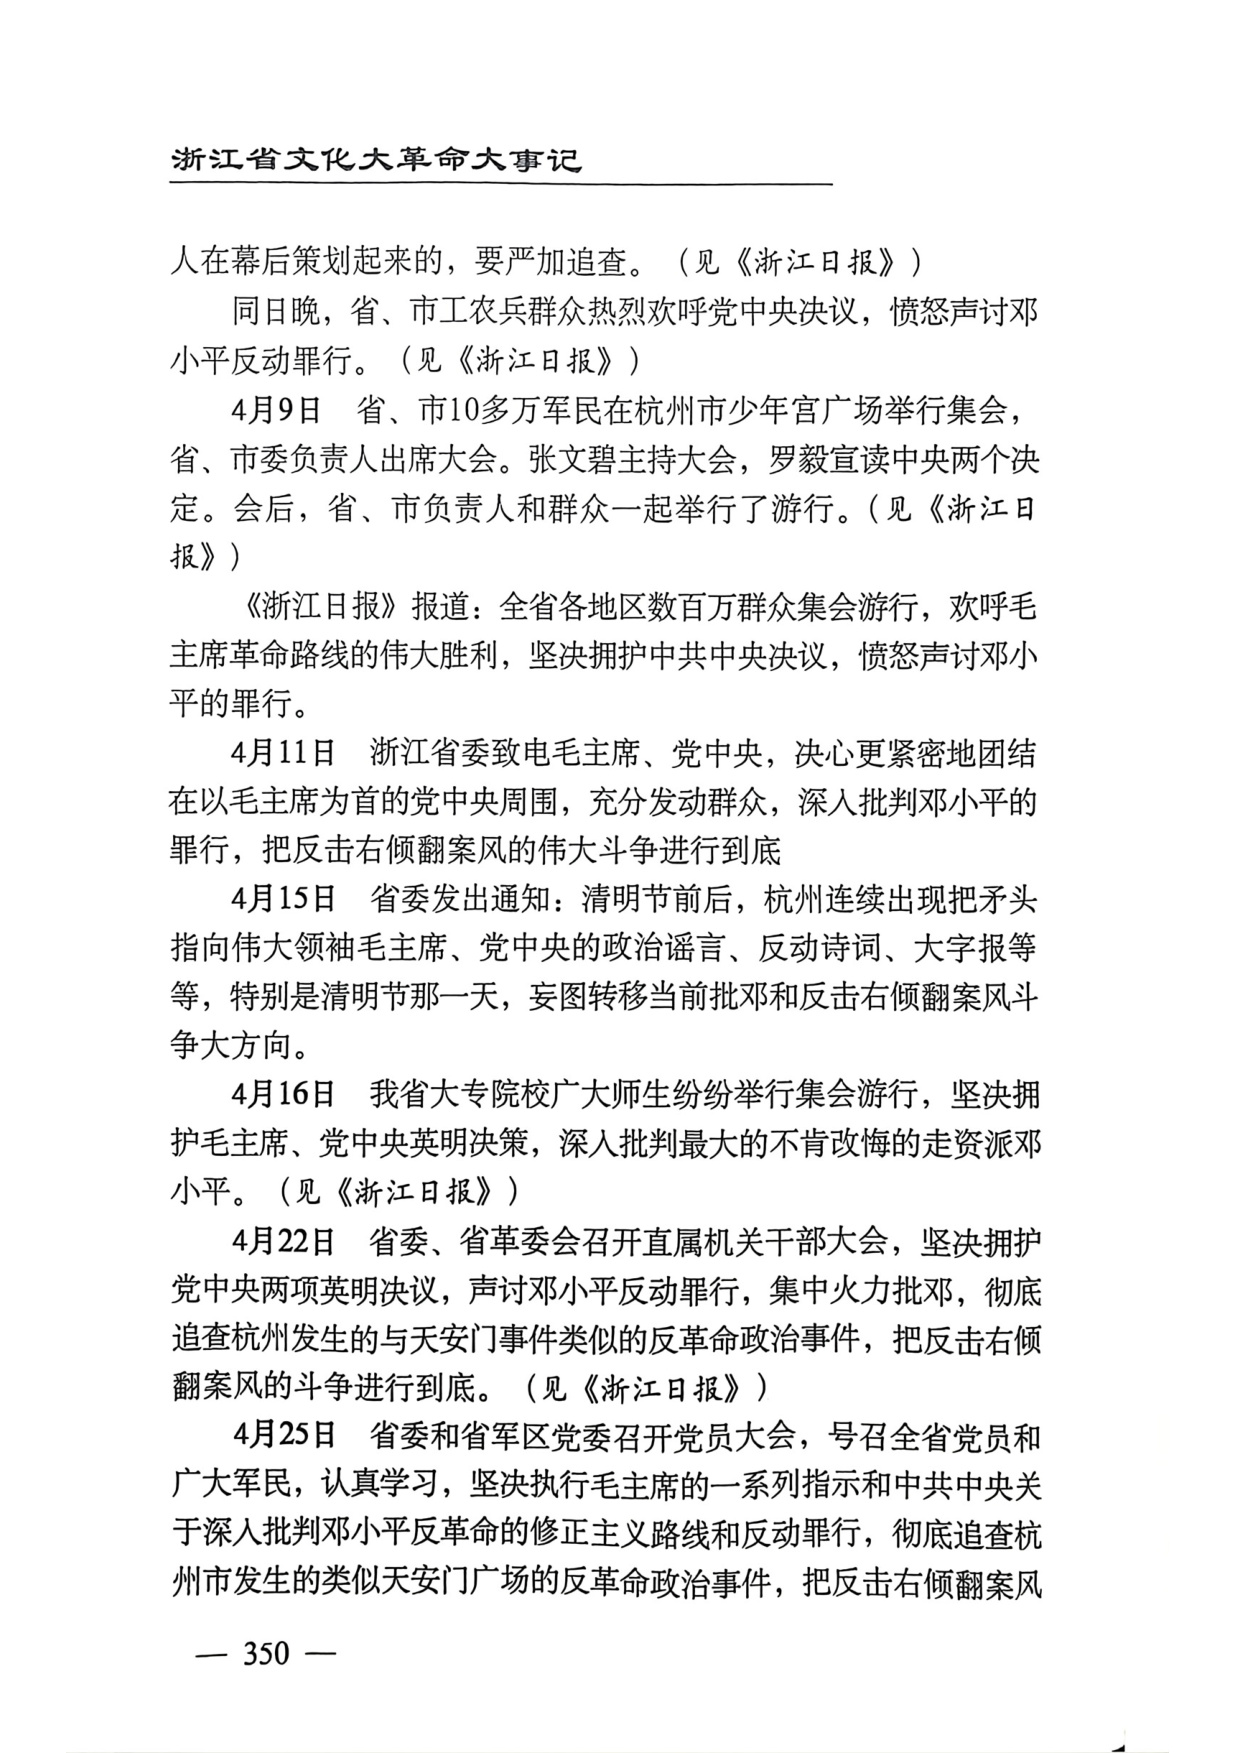 浙江省文化大革命大事记
人在幕后策划起来的，要严加追查。（见《浙江日报》）
同日晚，省、市工农兵群众热烈欢呼党中央决议，愤怒声讨邓
小平反动罪行。（见《浙江日报》）
4月9日　省、市10多万军民在杭州市少年宫广场举行集会，
省、市委负责人出席大会。张文碧主持大会，罗毅宣读中央两个决
定。会后，省、市负责人和群众一起举行了游行。（见《浙江日
报》）
《浙江日报》报道：全省各地区数百万群众集会游行，欢呼毛
主席革命路线的伟大胜利，坚决拥护中共中央决议，愤怒声讨邓小
平的罪行。
4月11日　浙江省委致电毛主席、党中央，决心更紧密地团结
在以毛主席为首的党中央周围，充分发动群众，深入批判邓小平的
罪行，把反击右倾翻案风的伟大斗争进行到底
4月15日　省委发出通知：清明节前后，杭州连续出现把矛头
指向伟大领袖毛主席、党中央的政治谣言、反动诗词、大字报等
等，特别是清明节那一天，妄图转移当前批邓和反击右倾翻案风斗
争大方向。
4月16日　我省大专院校广大师生纷纷举行集会游行，坚决拥
护毛主席、党中央英明决策，深入批判最大的不肯改悔的走资派邓
小平。（见《浙江日报》）
4月22日　省委、省革委会召开直属机关干部大会，坚决拥护
党中央两项英明决议，声讨邓小平反动罪行，集中火力批邓，彻底
追查杭州发生的与天安门事件类似的反革命政治事件，把反击右倾
翻案风的斗争进行到底。（见《浙江日报》）
4月25日　省委和省军区党委召开党员大会，号召全省党员和
广大军民，认真学习，坚决执行毛主席的一系列指示和中共中央关
于深入批判邓小平反革命的修正主义路线和反动罪行，彻底追查杭
州市发生的类似天安门广场的反革命政治事件，把反击右倾翻案风
— 350 —